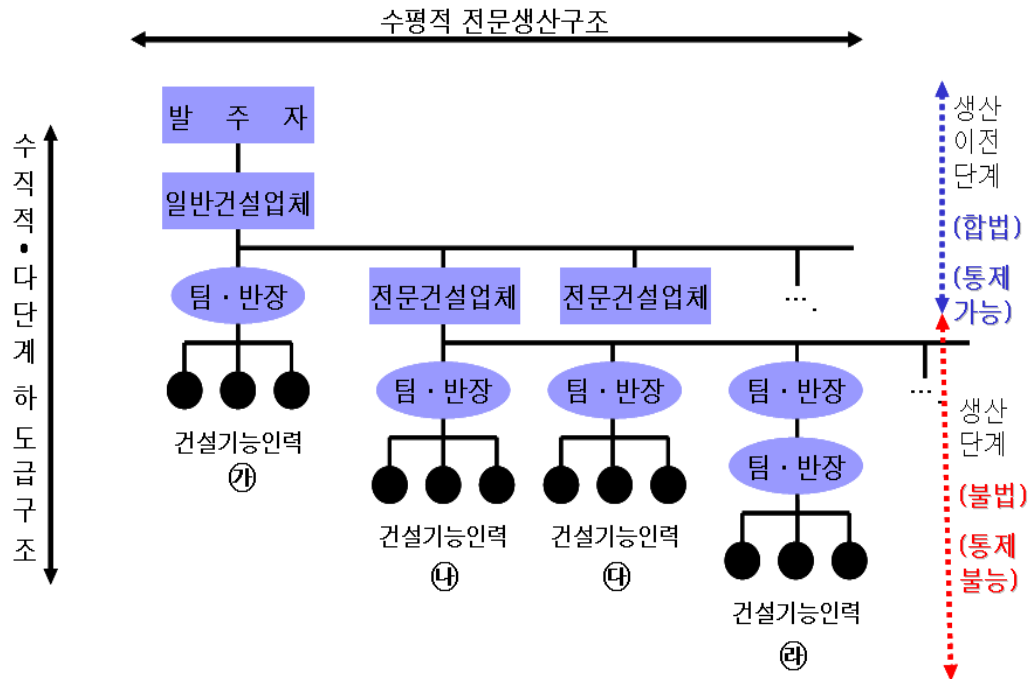 수평적 전문생산구조
수직적·다단계 하도급구조
발 주 자
일반건설업체
팀·반장
전문건설업체
전문건설업체
….
건설기능인력
㉮
팀·반장
팀·반장
팀·반장
….
팀·반장
건설기능인력
㉯
건설기능인력
㉰
건설기능인력
㉱
생산
이전
단계
(합법)
(통제
가능)
생산
단계
(불법)
(통제
불능)